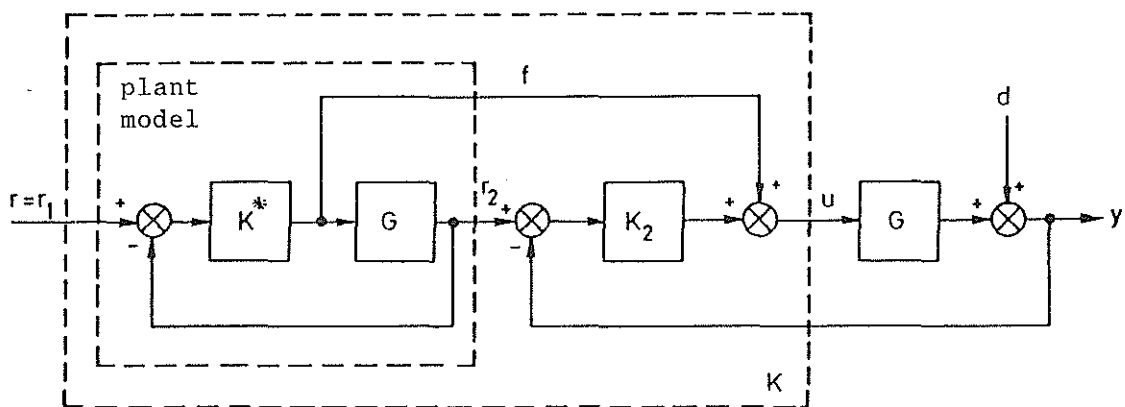 plant
model
f
d
r = r₁
+
-
K*
G
r₂
+
-
K₂
+
+
u
G
+
+
y
K